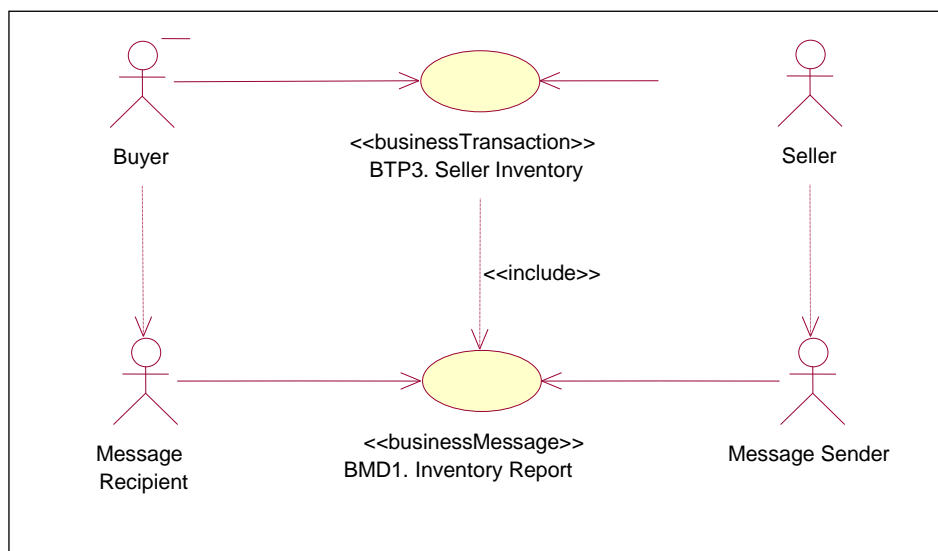 Buyer
<<businessTransaction>>
BTP3. Seller Inventory
Seller
<<include>>
Message
Recipient
<<businessMessage>>
BMD1. Inventory Report
Message Sender